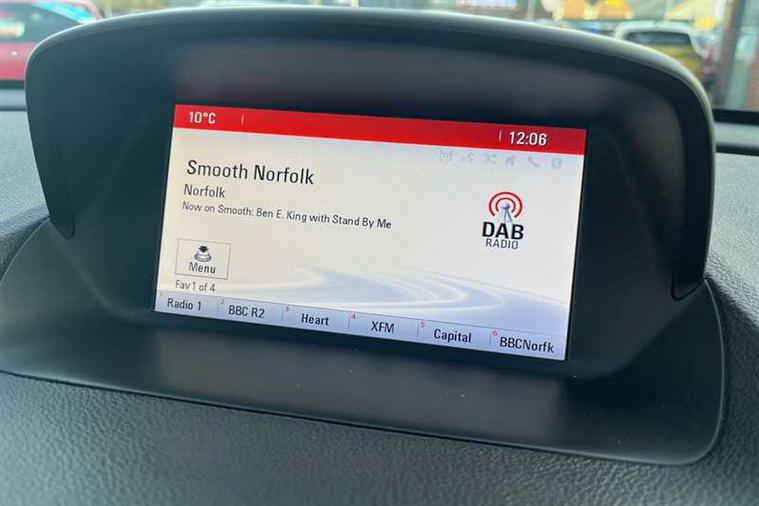 10°C
12:06
Smooth Norfolk
Norfolk
Now on Smooth: Ben E. King with Stand By Me
DAB
RADIO
Menu
Fav 1 of 4
1 Radio 1
2 BBC R2
3 Heart
4 XFM
5 Capital
6 BBCNorfk